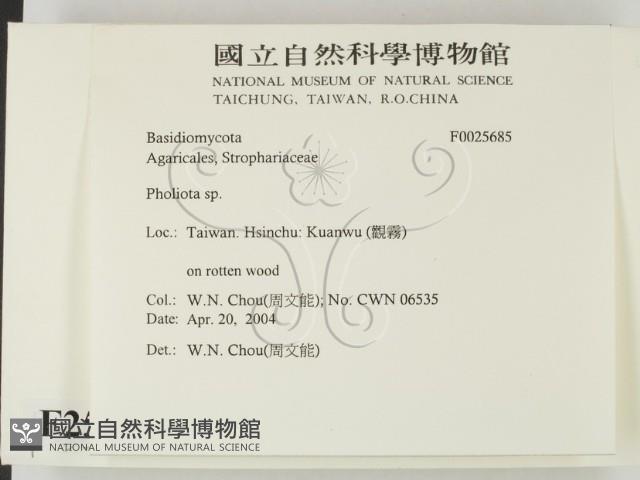 國立自然科學博物館
NATIONAL MUSEUM OF NATURAL SCIENCE
TAICHUNG, TAIWAN, R.O.CHINA
Basidiomycota F0025685
Agaricales, Strophariaceae
Pholiota sp.
Loc.: Taiwan. Hsinchu: Kuanwu (觀霧)
on rotten wood
Col.: W.N. Chou(周文能); No. CWN 06535
Date: Apr. 20, 2004
Det.: W.N. Chou(周文能)
國立自然科學博物館
NATIONAL MUSEUM OF NATURAL SCIENCE